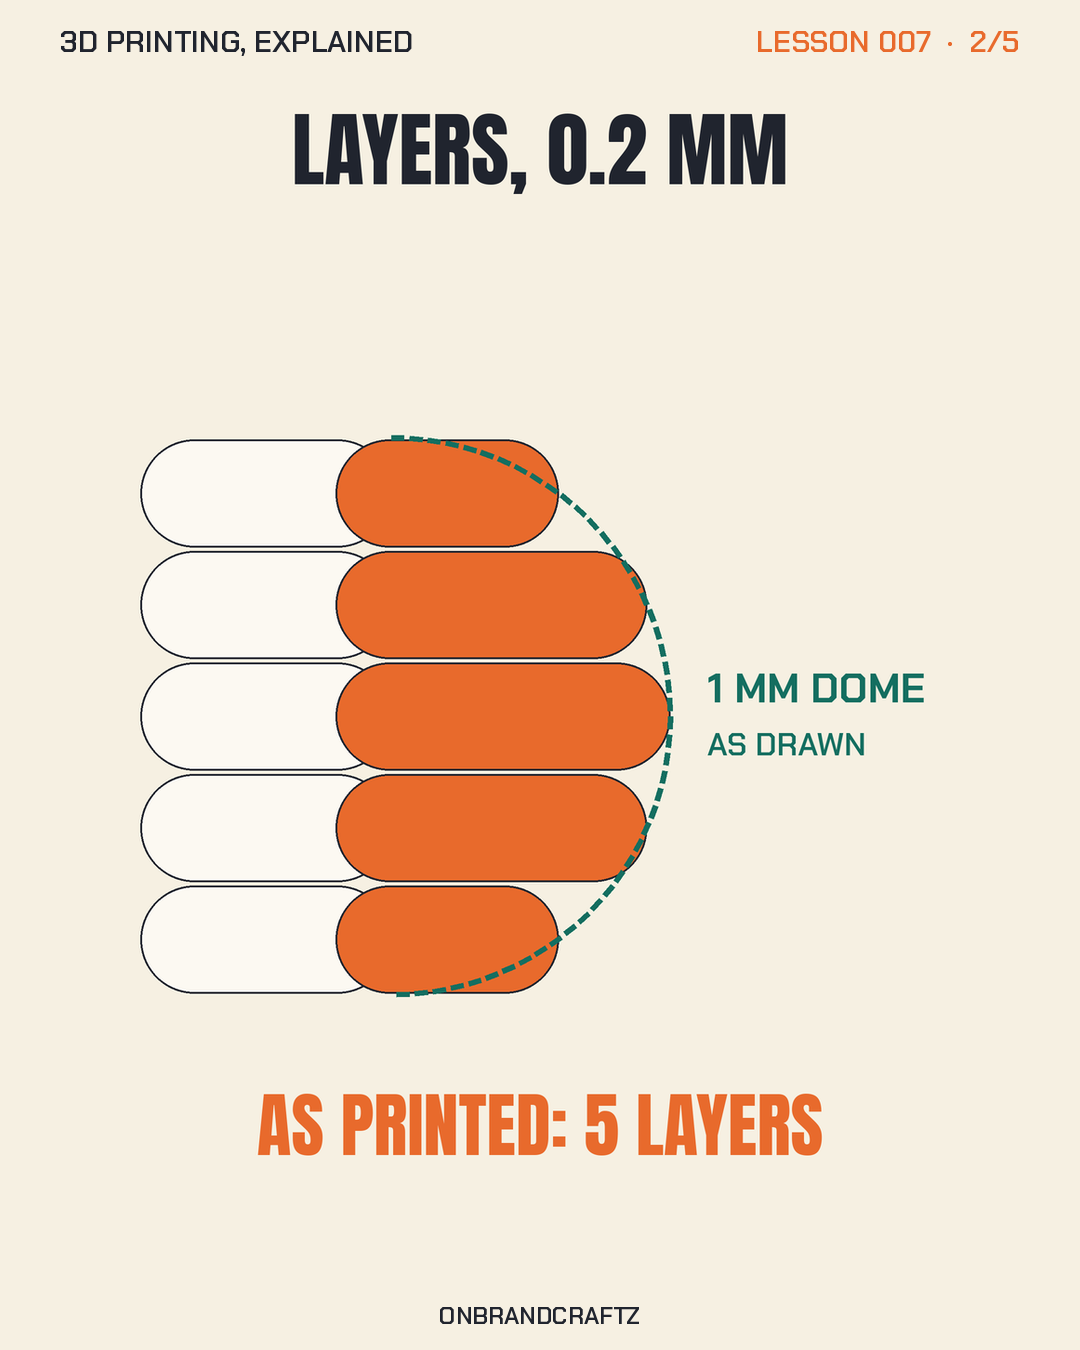 3D PRINTING, EXPLAINED
LESSON 007 · 2/5
LAYERS, 0.2 MM
1 MM DOME
AS DRAWN
AS PRINTED: 5 LAYERS
ONBRANDCRAFTZ